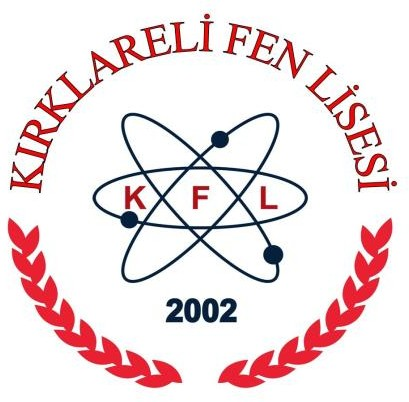 KIRKLARELİ FEN LİSESİ
K F L
2002